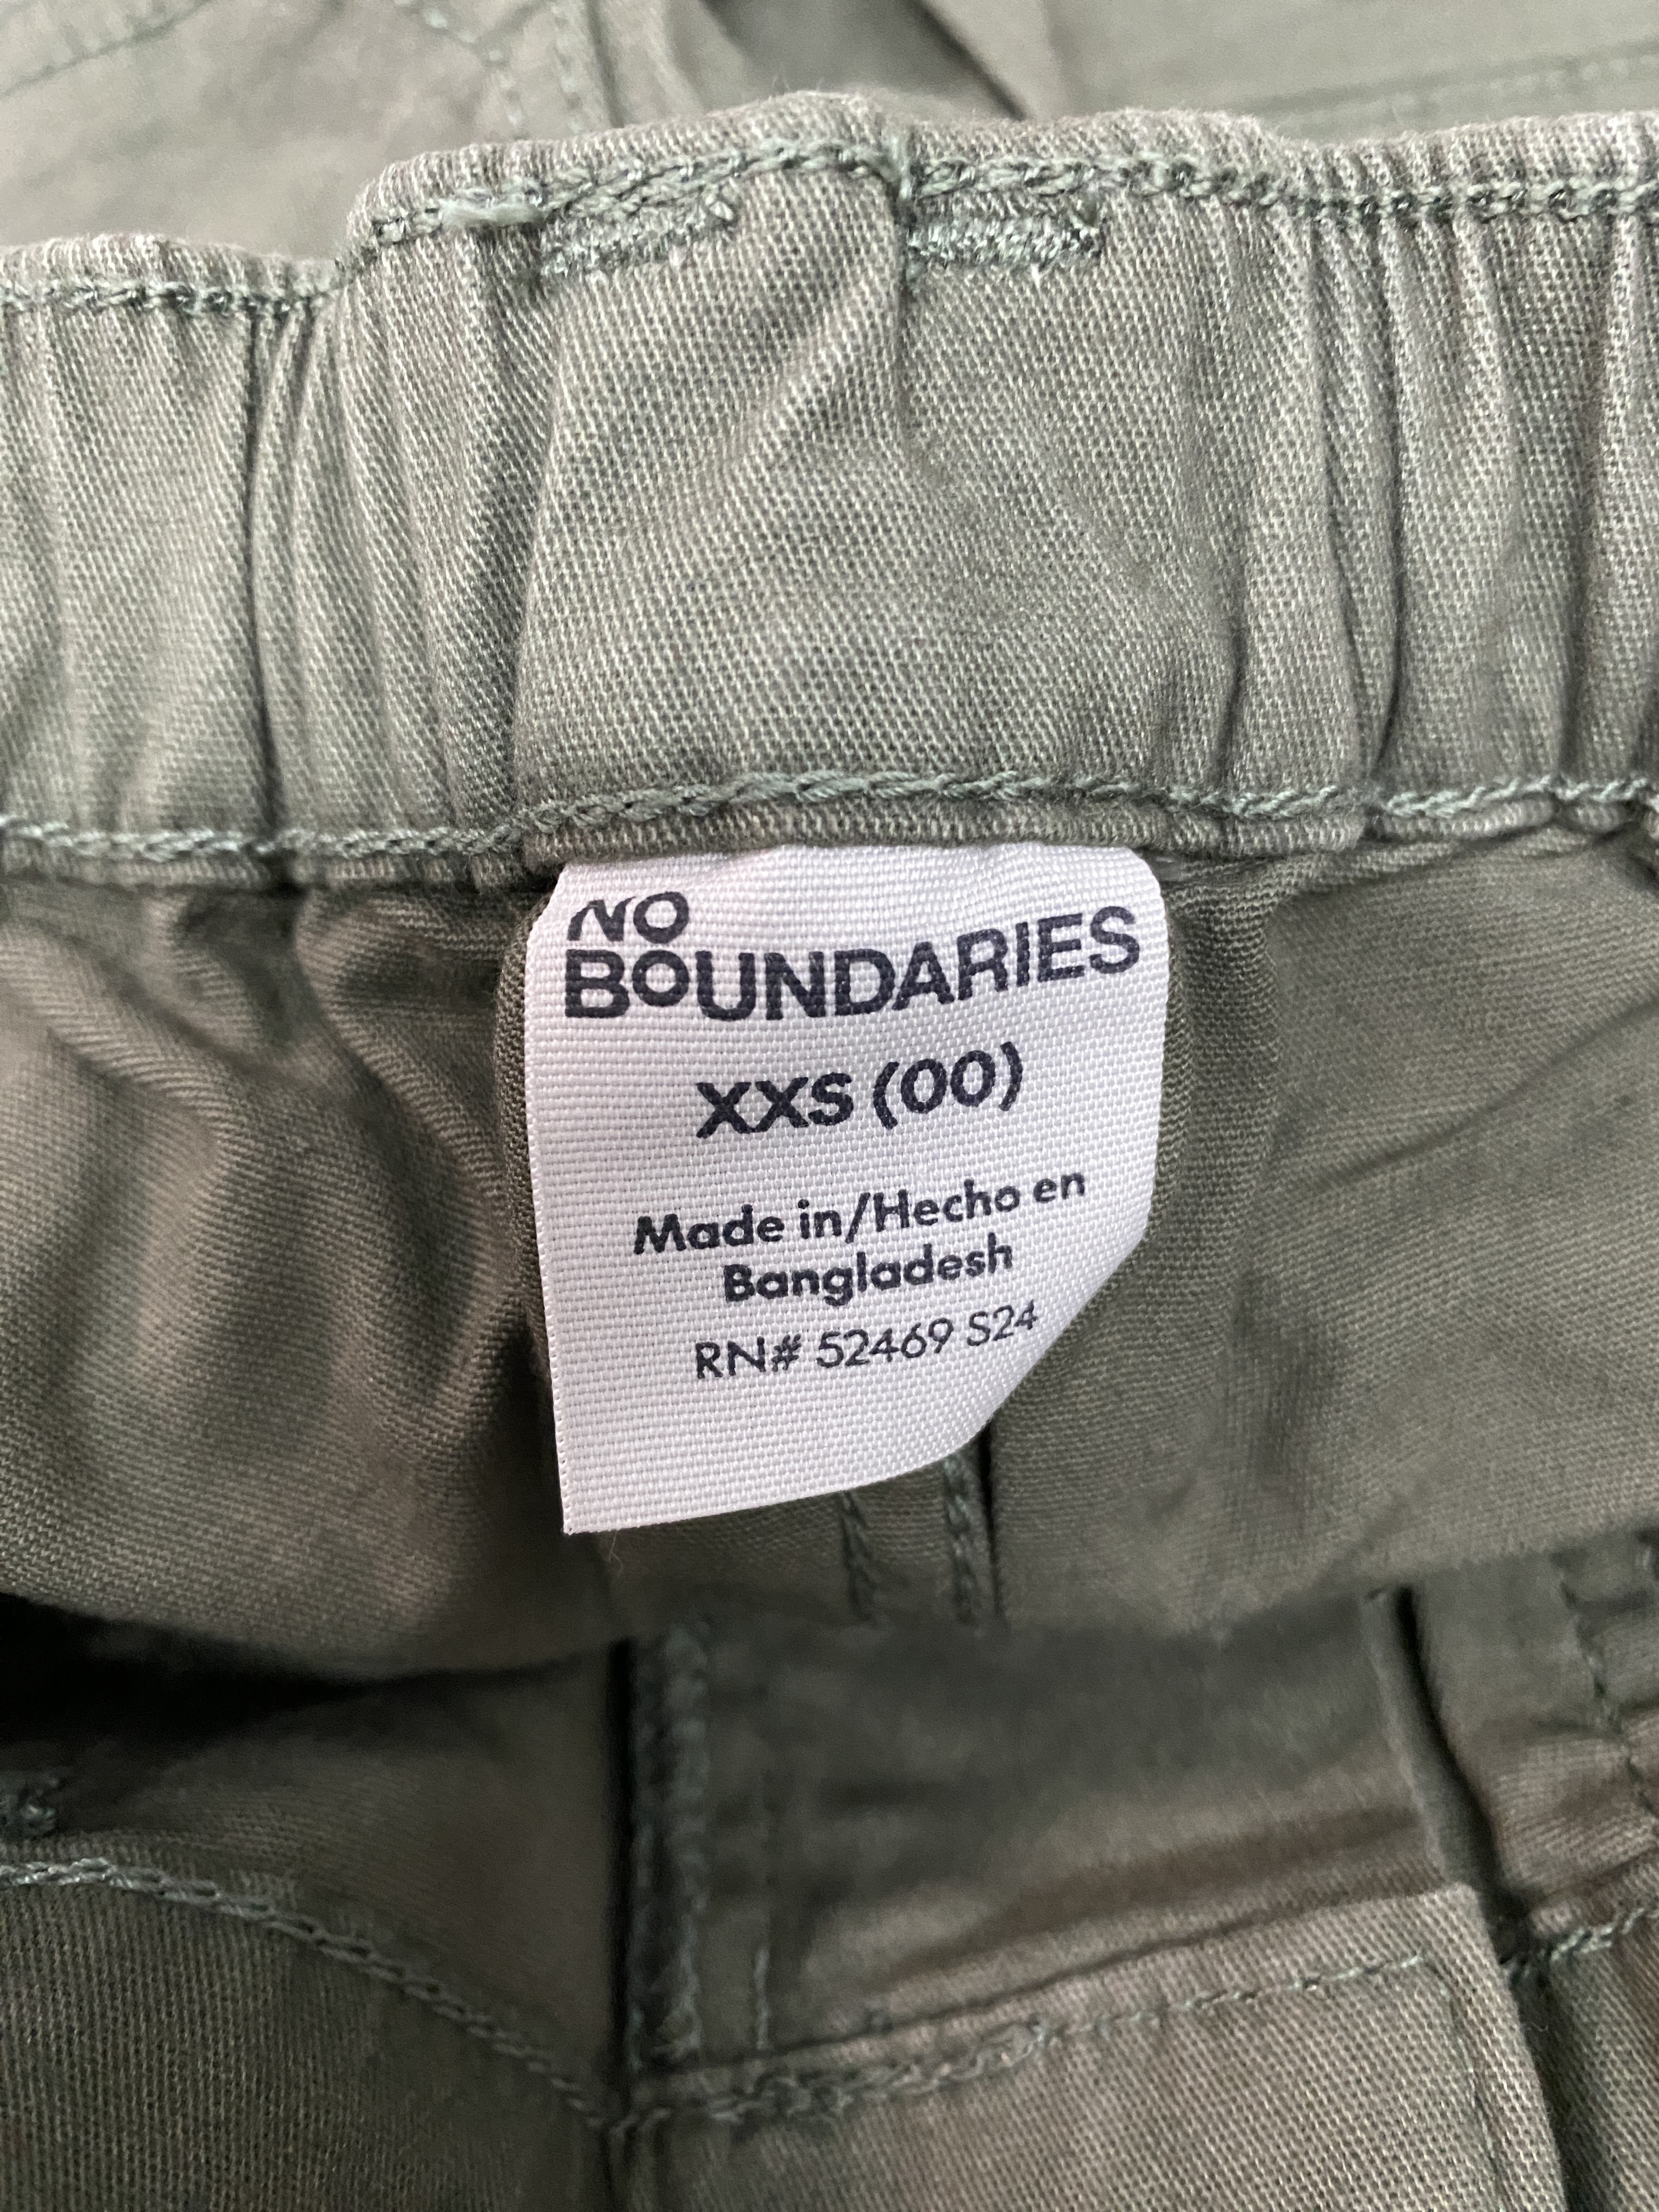 NO
BOUNDARIES
XXS (00)
Made in/Hecho en
Bangladesh
RN# 52469 S24